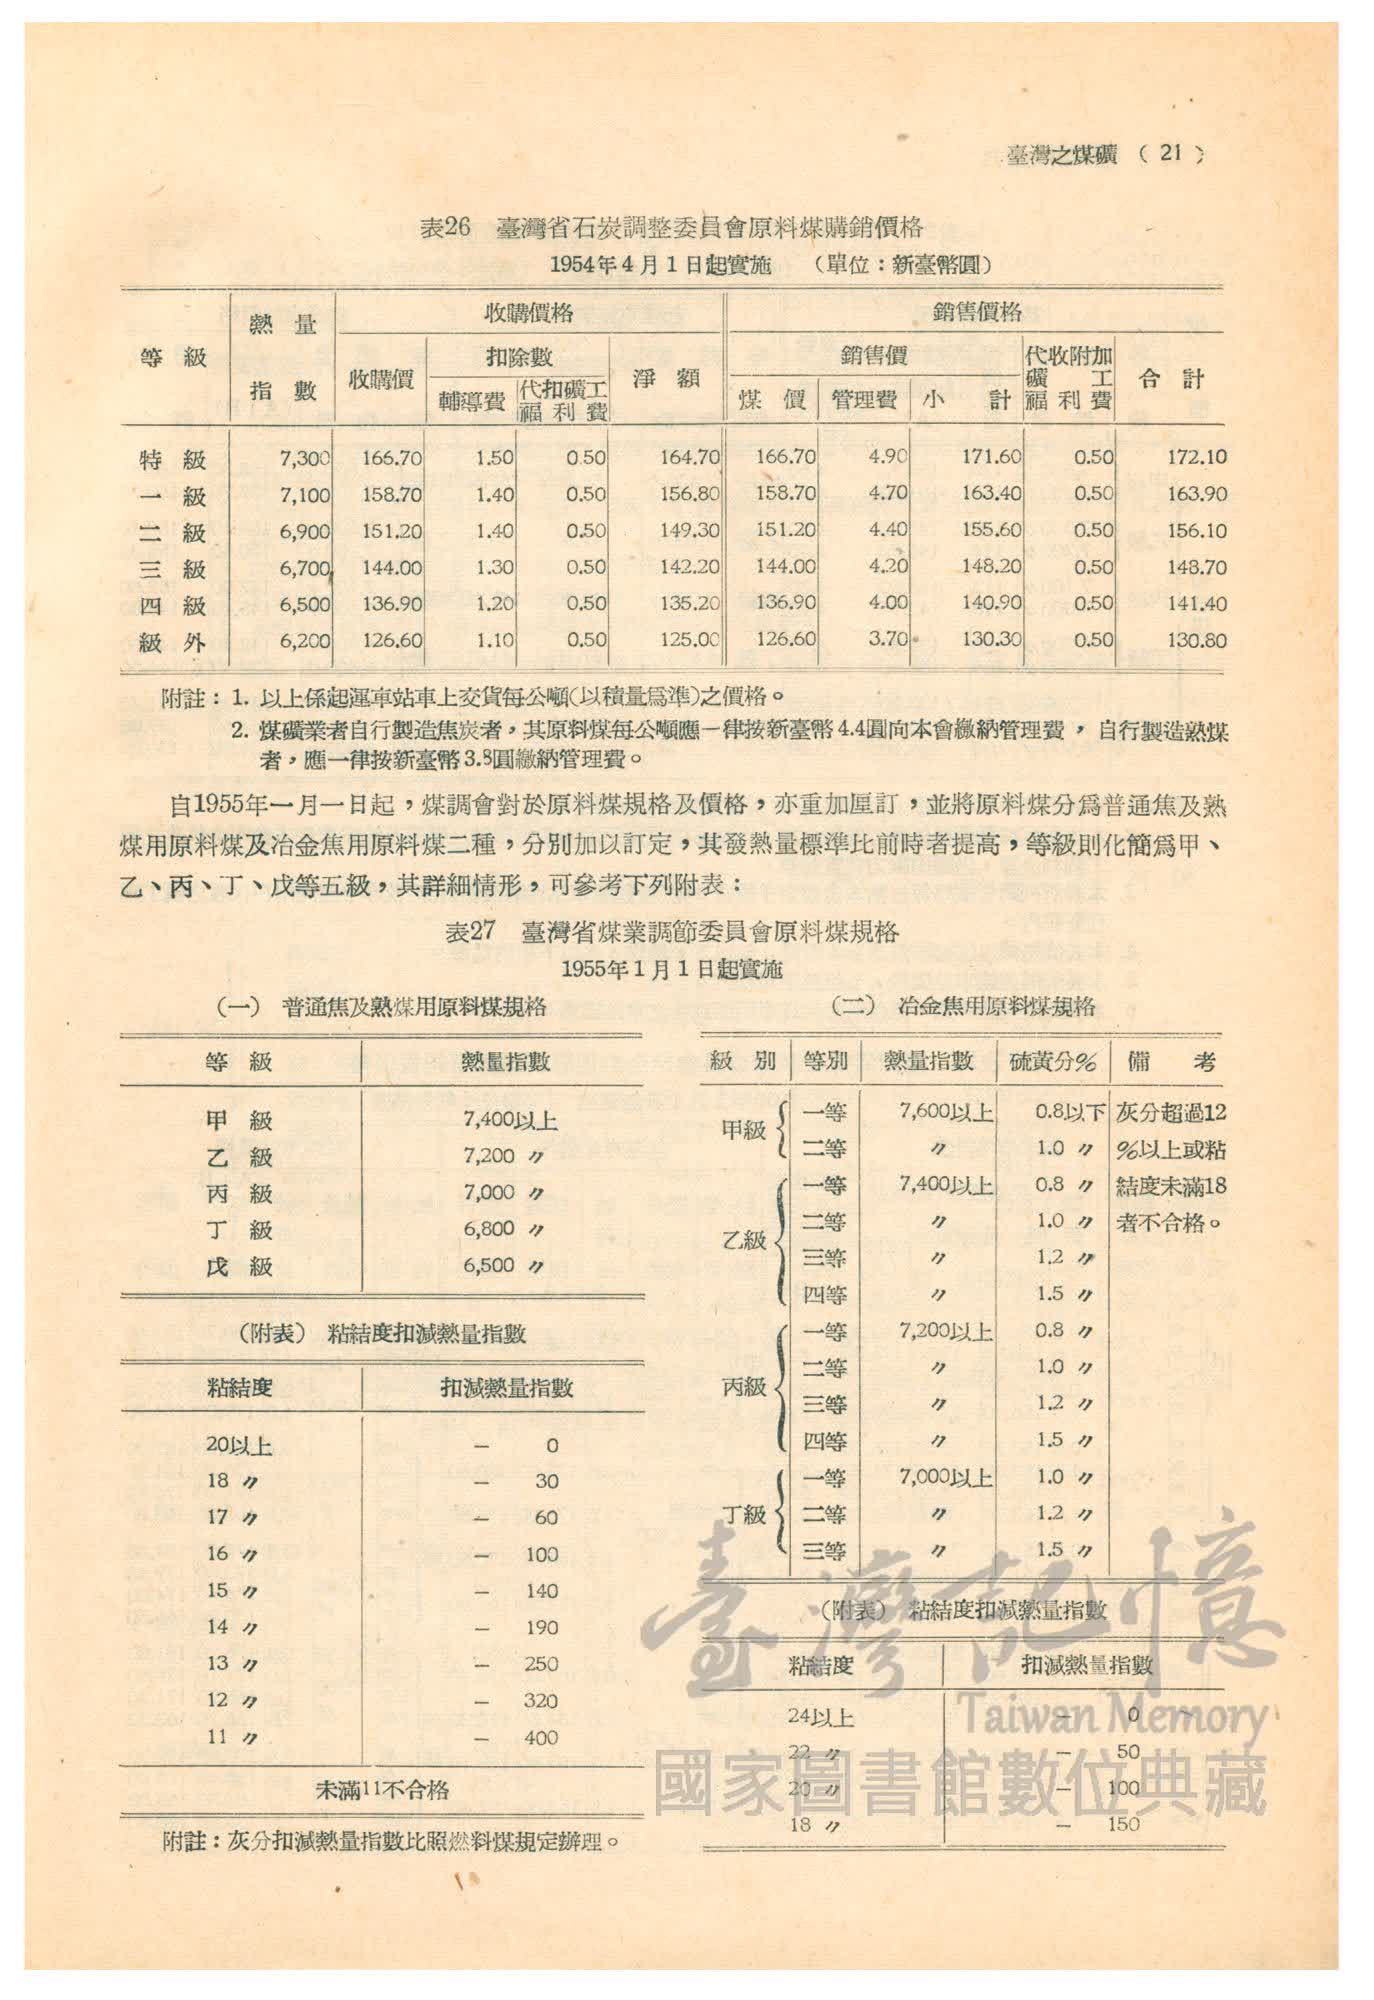 臺灣之煤礦 ( 21 )
表26 臺灣省石炭調整委員會原料煤購銷價格
1954年4月1日起實施 （單位：新臺幣圓）
等級 熱量指數 收購價格 銷售價格
收購價 扣除數 淨額 銷售價 代收附加礦工福利費 合計
輔導費 代扣礦工福利費 煤價 管理費 小計
特級 7,300 166.70 1.50 0.50 164.70 166.70 4.90 171.60 0.50 172.10
一級 7,100 158.70 1.40 0.50 156.80 158.70 4.70 163.40 0.50 163.90
二級 6,900 151.20 1.40 0.50 149.30 151.20 4.40 155.60 0.50 156.10
三級 6,700 144.00 1.30 0.50 142.20 144.00 4.20 148.20 0.50 148.70
四級 6,500 136.90 1.20 0.50 135.20 136.90 4.00 140.90 0.50 141.40
級外 6,200 126.60 1.10 0.50 125.00 126.60 3.70 130.30 0.50 130.80
附註：1. 以上係起運車站車上交貨每公噸(以積量爲準)之價格。
2. 煤礦業者自行製造焦炭者，其原料煤每公噸應一律按新臺幣4.4圓向本會繳納管理費，自行製造熟煤
者，應一律按新臺幣3.8圓繳納管理費。
自1955年一月一日起，煤調會對於原料煤規格及價格，亦重加厘訂，並將原料煤分爲普通焦及熟
煤用原料煤及冶金焦用原料煤二種，分別加以訂定，其發熱量標準比前時者提高，等級則化簡爲甲、
乙、丙、丁、戊等五級，其詳細情形，可參考下列附表：
表27 臺灣省煤業調節委員會原料煤規格
1955年1月1日起實施
（一） 普通焦及熟煤用原料煤規格
等級 熱量指數
甲級 7,400以上
乙級 7,200 〃
丙級 7,000 〃
丁級 6,800 〃
戊級 6,500 〃
（附表） 粘結度扣減熱量指數
粘結度 扣減熱量指數
20以上 － 0
18 〃 － 30
17 〃 － 60
16 〃 － 100
15 〃 － 140
14 〃 － 190
13 〃 － 250
12 〃 － 320
11 〃 － 400
未滿11不合格
附註：灰分扣減熱量指數比照燃料煤規定辦理。
（二） 冶金焦用原料煤規格
級別 等別 熱量指數 硫黃分% 備考
甲級 一等 7,600以上 0.8以下 灰分超過12
二等 〃 1.0 〃 %以上或粘
乙級 一等 7,400以上 0.8 〃 結度未滿18
二等 〃 1.0 〃 者不合格。
三等 〃 1.2 〃
四等 〃 1.5 〃
丙級 一等 7,200以上 0.8 〃
二等 〃 1.0 〃
三等 〃 1.2 〃
四等 〃 1.5 〃
丁級 一等 7,000以上 1.0 〃
二等 〃 1.2 〃
三等 〃 1.5 〃
（附表） 粘結度扣減熱量指數
粘結度 扣減熱量指數
24以上 － 0
22 〃 － 50
20 〃 － 100
18 〃 － 150
臺灣記憶
Taiwan Memory
國家圖書館數位典藏